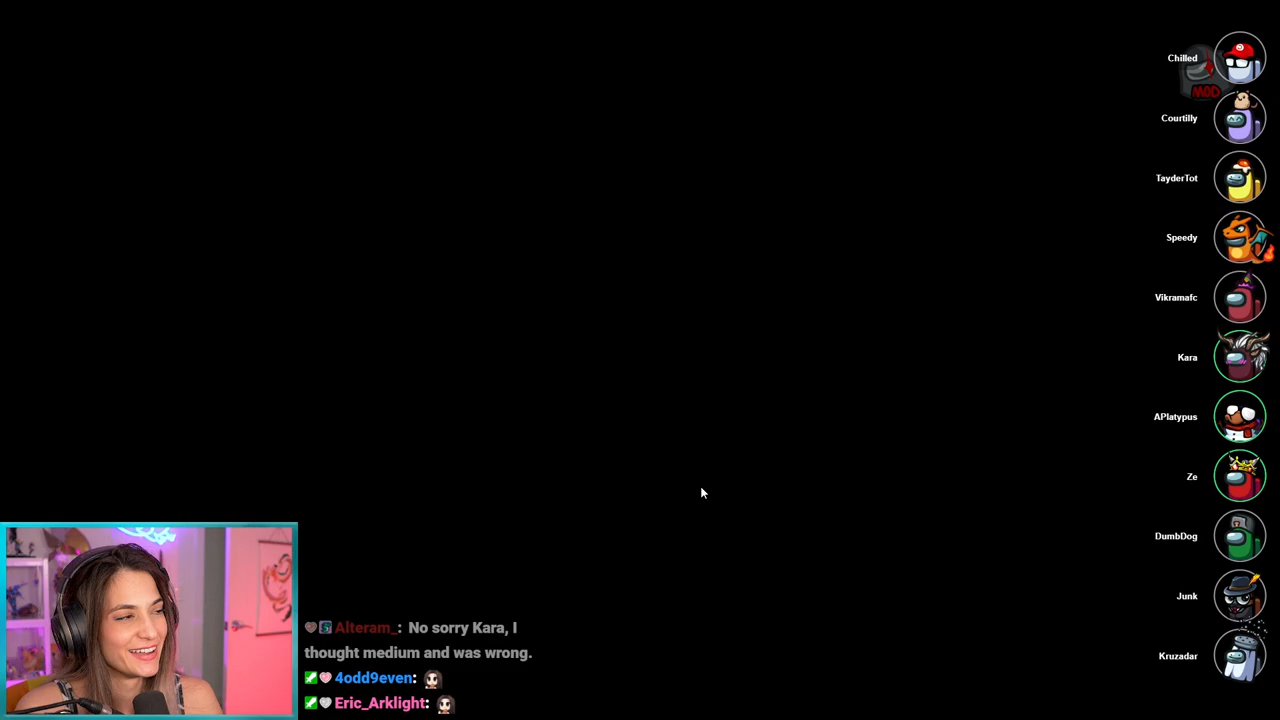 Chilled
MOD
Courtilly
TayderTot
Speedy
Vikramafc
Kara
APlatypus
Ze
DumbDog
Junk
Kruzadar
Alteram_: No sorry Kara, I
thought medium and was wrong.
4odd9even:
Eric_Arklight: